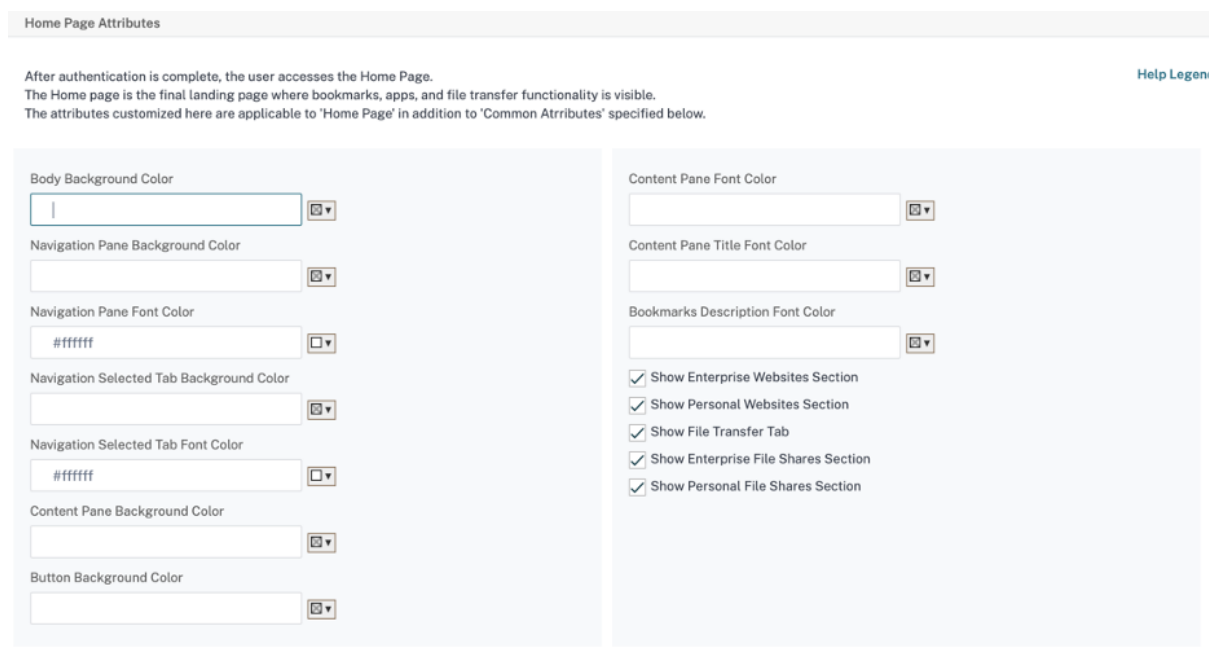 Home Page Attributes
After authentication is complete, the user accesses the Home Page.
Help Legen
The Home page is the final landing page where bookmarks, apps, and file transfer functionality is visible.
The attributes customized here are applicable to 'Home Page' in addition to 'Common Atrributes' specified below.
Body Background Color
Navigation Pane Background Color
Navigation Pane Font Color
#ffffff
Navigation Selected Tab Background Color
Navigation Selected Tab Font Color
#ffffff
Content Pane Background Color
Button Background Color
Content Pane Font Color
Content Pane Title Font Color
Bookmarks Description Font Color
Show Enterprise Websites Section
Show Personal Websites Section
Show File Transfer Tab
Show Enterprise File Shares Section
Show Personal File Shares Section